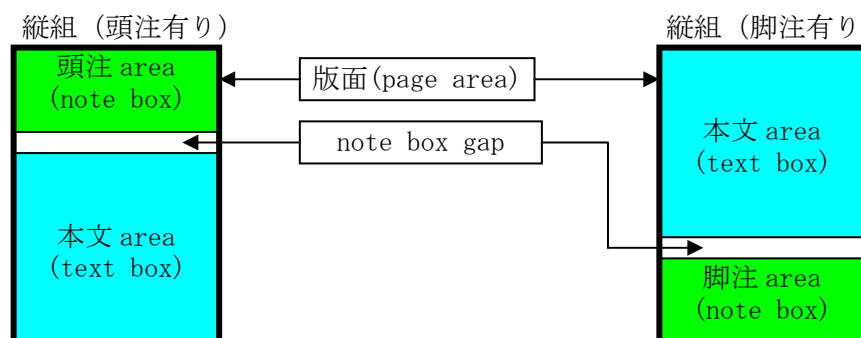 縦組（頭注有り）
頭注 area
(note box)
本文 area
(text box)
版面(page area)
note box gap
縦組（脚注有り
本文 area
(text box)
脚注 area
(note box)